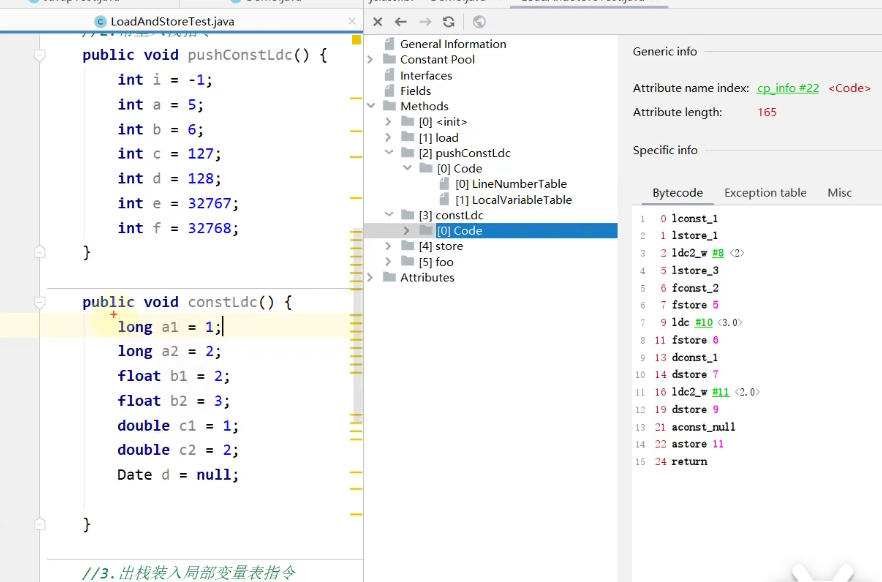 LoadAndStoreTest.java
public void pushConstLdc() {
int i = -1;
int a = 5;
int b = 6;
int c = 127;
int d = 128;
int e = 32767;
int f = 32768;
}
public void constLdc() {
long a1 = 1;
long a2 = 2;
float b1 = 2;
float b2 = 3;
double c1 = 1;
double c2 = 2;
Date d = null;
}
//3.出栈装入局部变量表指令
General Information
Constant Pool
Interfaces
Fields
Methods
[0] <init>
[1] load
[2] pushConstLdc
[0] Code
[0] LineNumberTable
[1] LocalVariableTable
[3] constLdc
[0] Code
[4] store
[5] foo
Attributes
Generic info
Attribute name index: cp_info #22 <Code>
Attribute length: 165
Specific info
Bytecode Exception table Misc
1 0 lconst_1
2 1 lstore_1
3 2 ldc2_w #8 <2>
4 5 lstore_3
5 6 fconst_2
6 7 fstore 5
7 9 ldc #10 <3.0>
8 11 fstore 6
9 13 dconst_1
10 14 dstore 7
11 16 ldc2_w #11 <2.0>
12 19 dstore 9
13 21 aconst_null
14 22 astore 11
15 24 return